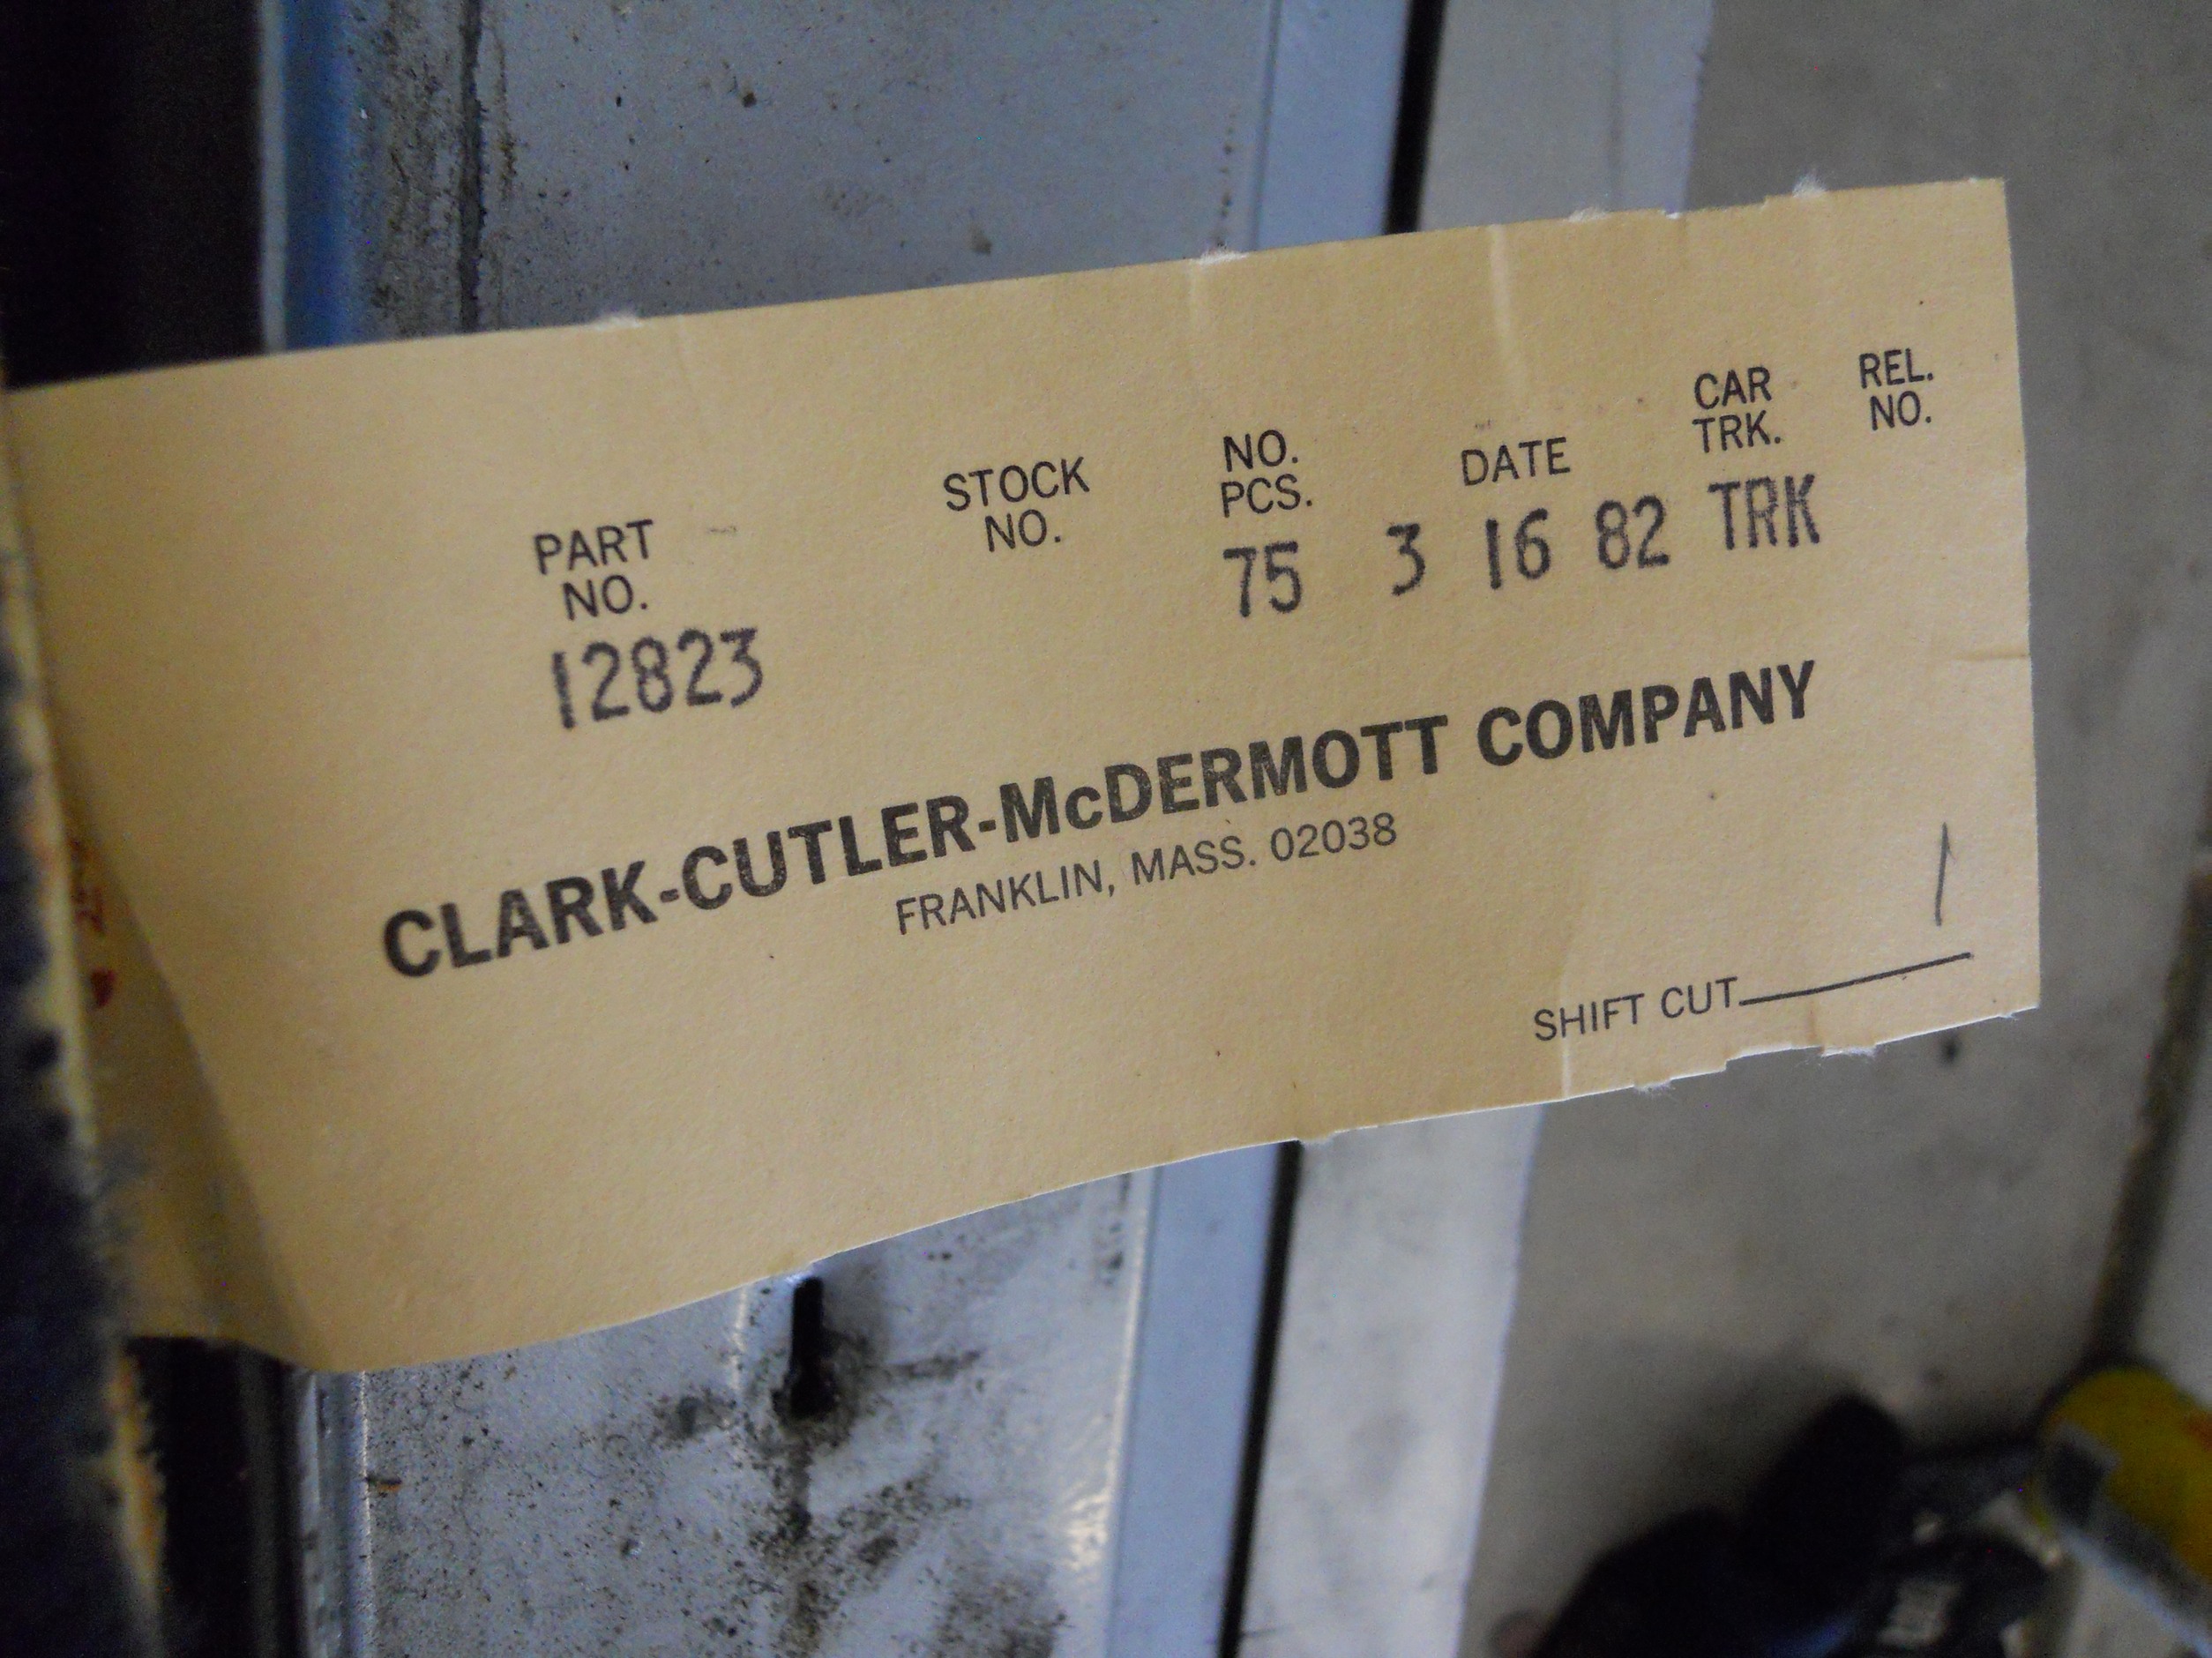 PART NO. STOCK NO. NO. PCS. DATE CAR TRK. REL. NO.
12823 75 3 16 82 TRK
CLARK-CUTLER-McDERMOTT COMPANY
FRANKLIN, MASS. 02038
1
SHIFT CUT